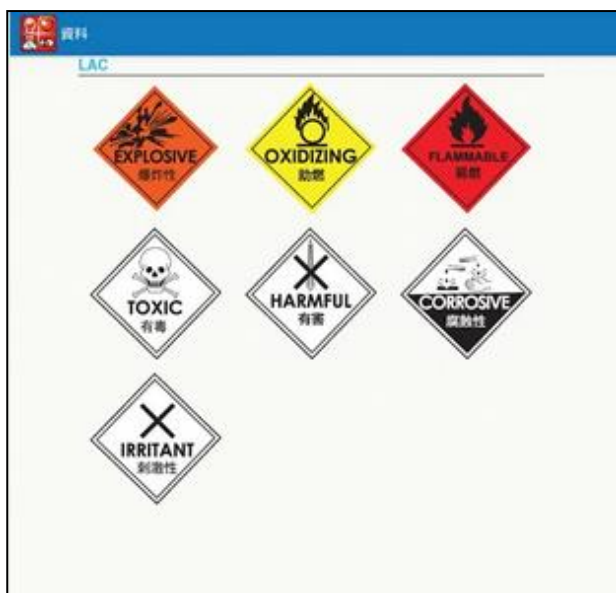 資料
LAC
EXPLOSIVE
爆炸性
OXIDIZING
助燃
FLAMMABLE
易燃
TOXIC
有毒
HARMFUL
有害
CORROSIVE
腐蝕性
IRRITANT
刺激性